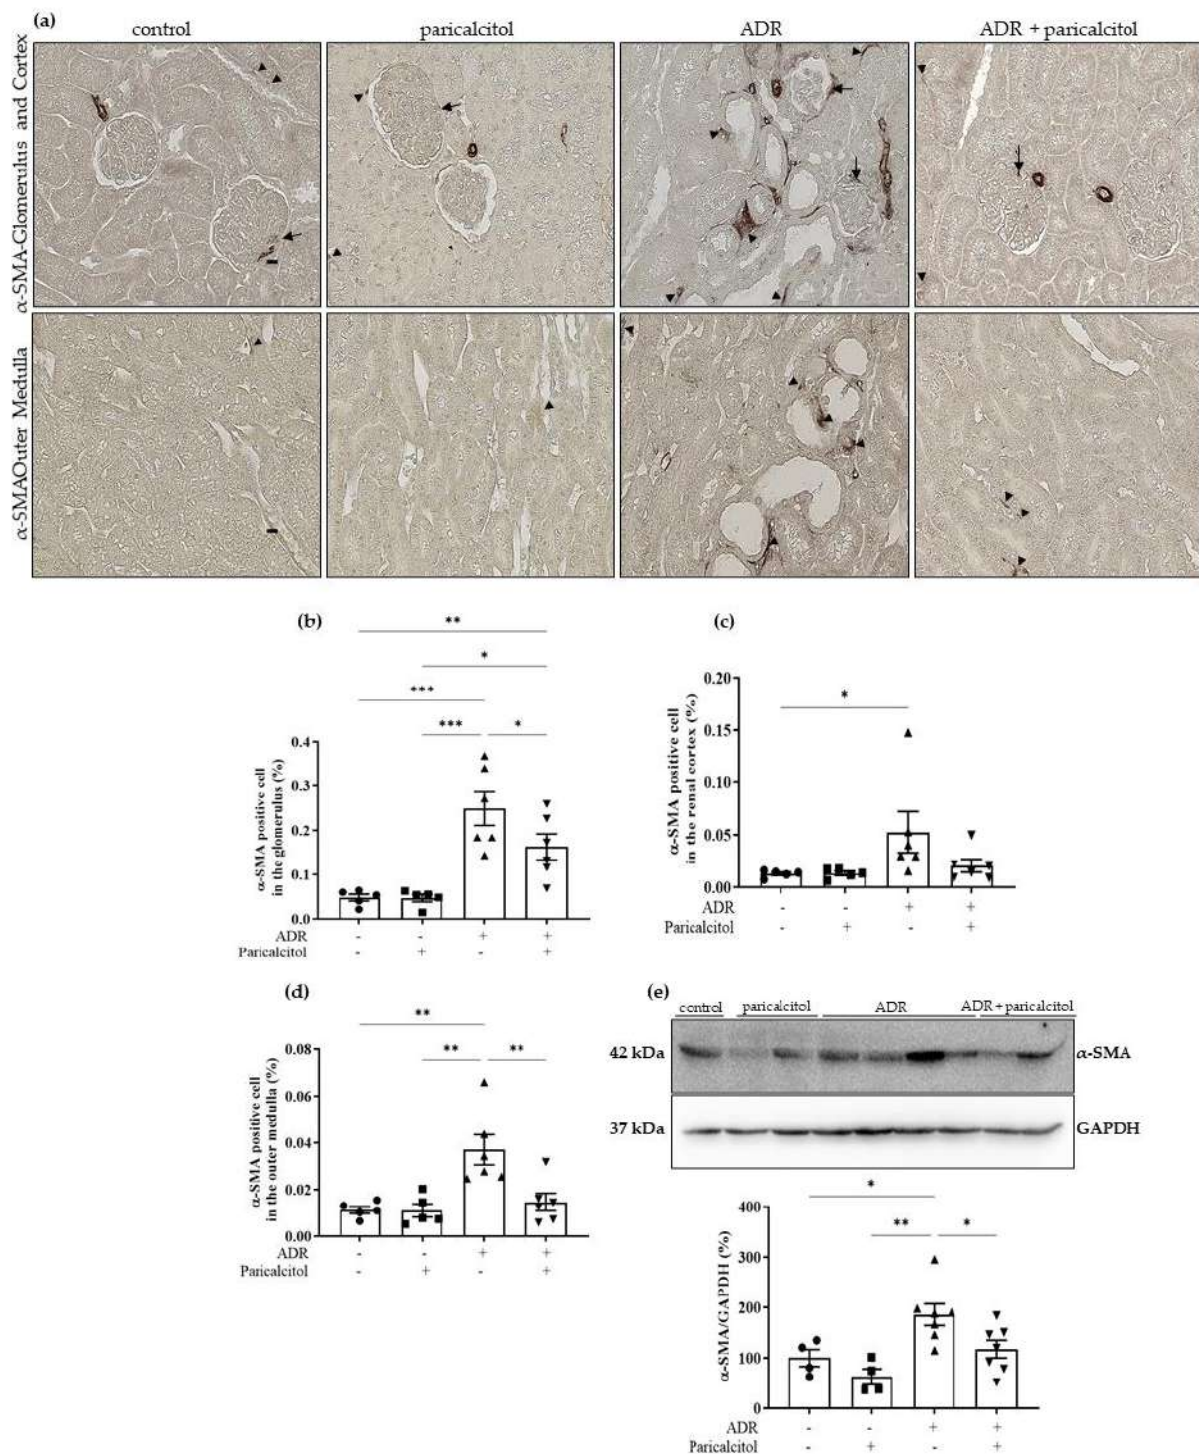 (a)
control paricalcitol ADR ADR + paricalcitol
α-SMA-Glomerulus and Cortex
α-SMAOuter Medulla
(b)
**
*
***
*** *
α-SMA positive cell
in the glomerulus (%)
0.4
0.3
0.2
0.1
0.0
ADR - - + +
Paricalcitol - + - +
(c)
*
α-SMA positive cell
in the renal cortex (%)
0.20
0.15
0.10
0.05
0.00
ADR - - + +
Paricalcitol - + - +
(d)
**
** **
α-SMA positive cell
in the outer medulla (%)
0.08
0.06
0.04
0.02
0.00
ADR - - + +
Paricalcitol - + - +
(e)
control paricalcitol ADR ADR + paricalcitol
42 kDa α-SMA
37 kDa GAPDH
*
** *
α-SMA/GAPDH (%)
400
300
200
100
0
ADR - - + +
Paricalcitol - + - +